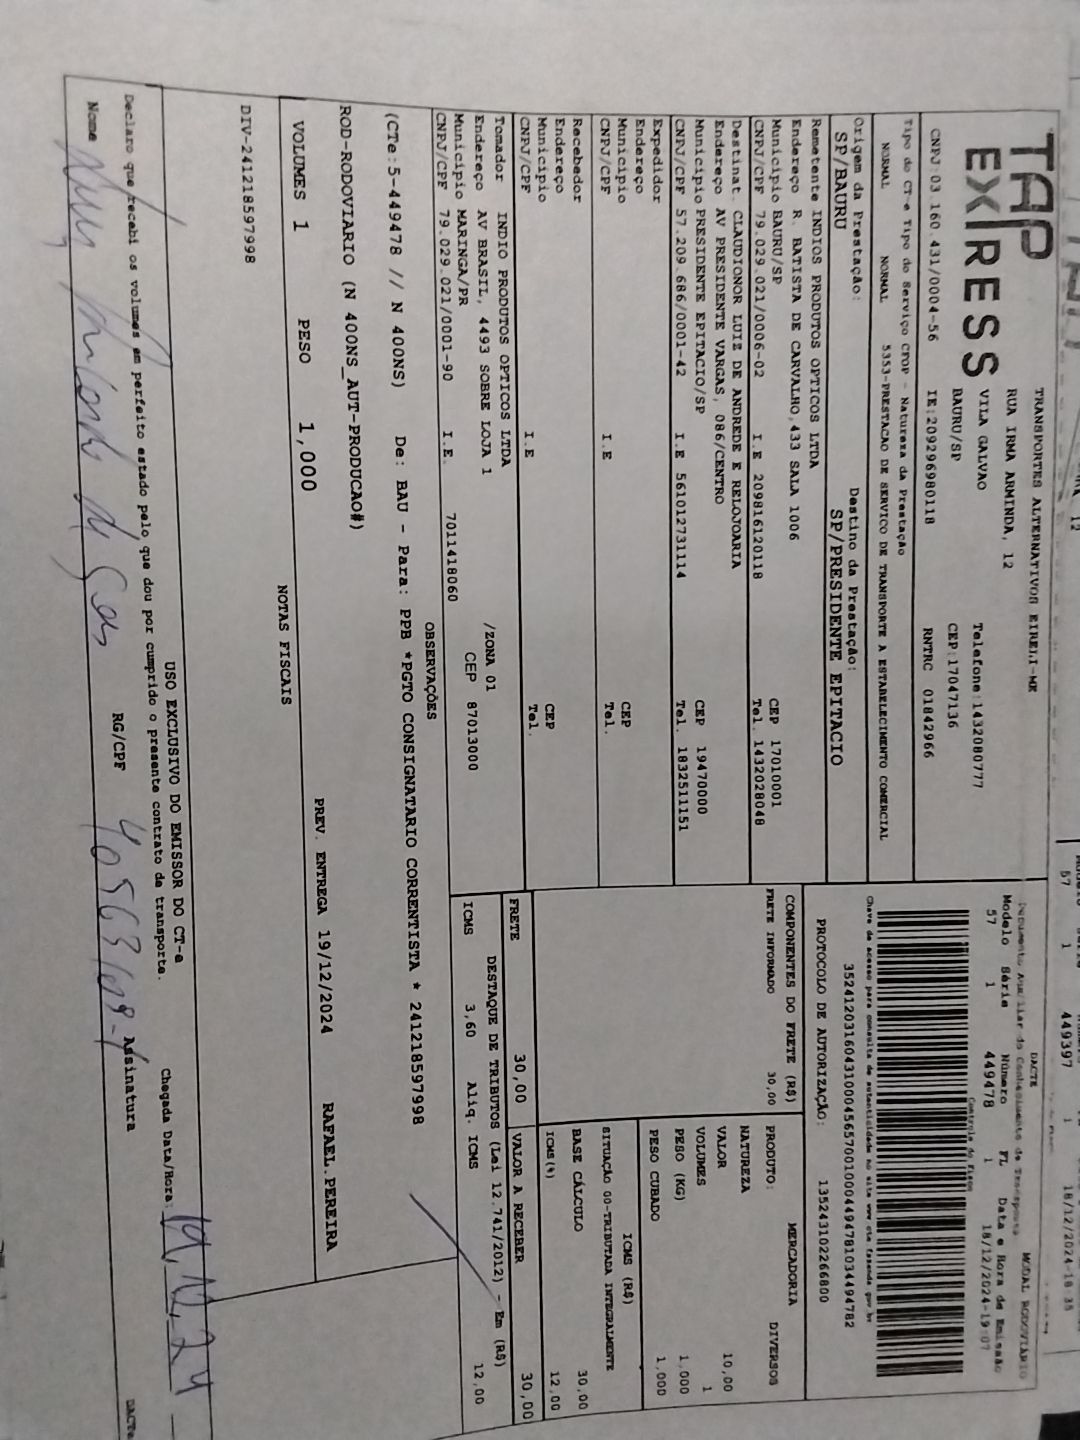 TAP
EXPRESS
TRANSPORTES ALTERNATIVOS EIRELI-ME
RUA IRMA ARMINDA, 12
VILA GALVAO Telefone:1432080777
BAURU/SP CEP:17047136
CNPJ:03.160.431/0004-56 IE:209296980118 RNTRC 01842966
Tipo do CT-e Tipo do Serviço CFOP - Natureza da Prestação
NORMAL NORMAL 5353-PRESTACAO DE SERVICO DE TRANSPORTE A ESTABELECIMENTO COMERCIAL
Origem da Prestação: Destino da Prestação:
SP/BAURU SP/PRESIDENTE EPITACIO
Remetente INDIOS PRODUTOS OPTICOS LTDA
Endereço R. BATISTA DE CARVALHO,433 SALA 1006
Município BAURU/SP CEP 17010001
CNPJ/CPF 79.029.021/0006-02 I.E 209816120118 Tel. 1432028048
Destinat. CLAUDIONOR LUIZ DE ANDREDE E RELOJOARIA
Endereço AV PRESIDENTE VARGAS, 086/CENTRO
Município PRESIDENTE EPITACIO/SP CEP 19470000
CNPJ/CPF 57.209.686/0001-42 I.E 561012731114 Tel. 1832511151
Expedidor
Endereço
Município CEP
CNPJ/CPF I.E Tel.
Recebedor
Endereço
Município CEP
CNPJ/CPF I.E Tel.
Tomador INDIO PRODUTOS OPTICOS LTDA
Endereço AV BRASIL, 4493 SOBRE LOJA 1 /ZONA 01
Município MARINGA/PR CEP 87013000
CNPJ/CPF 79.029.021/0001-90 I.E. 7011418060
DACTE MODAL RODOVIÁRIO
Documento Auxiliar do Conhecimento de Transporte
Modelo Série Número FL Data e Hora de Emissão
57 1 449478 1 18/12/2024-19:07
Controle do Fisco
Chave de acesso para consulta de autenticidade no site www.cte.fazenda.gov.br
35241203160431000456570010004494781034494782
PROTOCOLO DE AUTORIZAÇÃO: 135243102266800
COMPONENTES DO FRETE (R$)
FRETE INFORMADO 30,00
MERCADORIA
PRODUTO: DIVERSOS
NATUREZA
VALOR 10,00
VOLUMES 1
PESO (KG) 1,000
PESO CUBADO 1,000
ICMS (R$)
SITUAÇÃO 00-TRIBUTADA INTEGRALMENTE
BASE CÁLCULO 30,00
ICMS(%) 12,00
FRETE 30,00 VALOR A RECEBER 30,00
DESTAQUE DE TRIBUTOS (Lei 12.741/2012) - Em (R$)
ICMS 3,60 Aliq. ICMS 12,00
OBSERVAÇÕES
(CTe:5-449478 // N 400NS) De: BAU - Para: PPB *PGTO CONSIGNATARIO CORRENTISTA * 241218597998
ROD-RODOVIARIO (N 400NS_AUT-PRODUCAO#)
VOLUMES 1 PESO 1,000 PREV. ENTREGA 19/12/2024 RAFAEL.PEREIRA
NOTAS FISCAIS
DIV-241218597998
USO EXCLUSIVO DO EMISSOR DO CT-e
Declaro que recebi os volumes em perfeito estado pelo que dou por cumprido o presente contrato de transporte.
Chegada Data/Hora: 19.12.24
Nome RG/CPF Assinatura
57 1 449397 1 18/12/2024-18:35
12